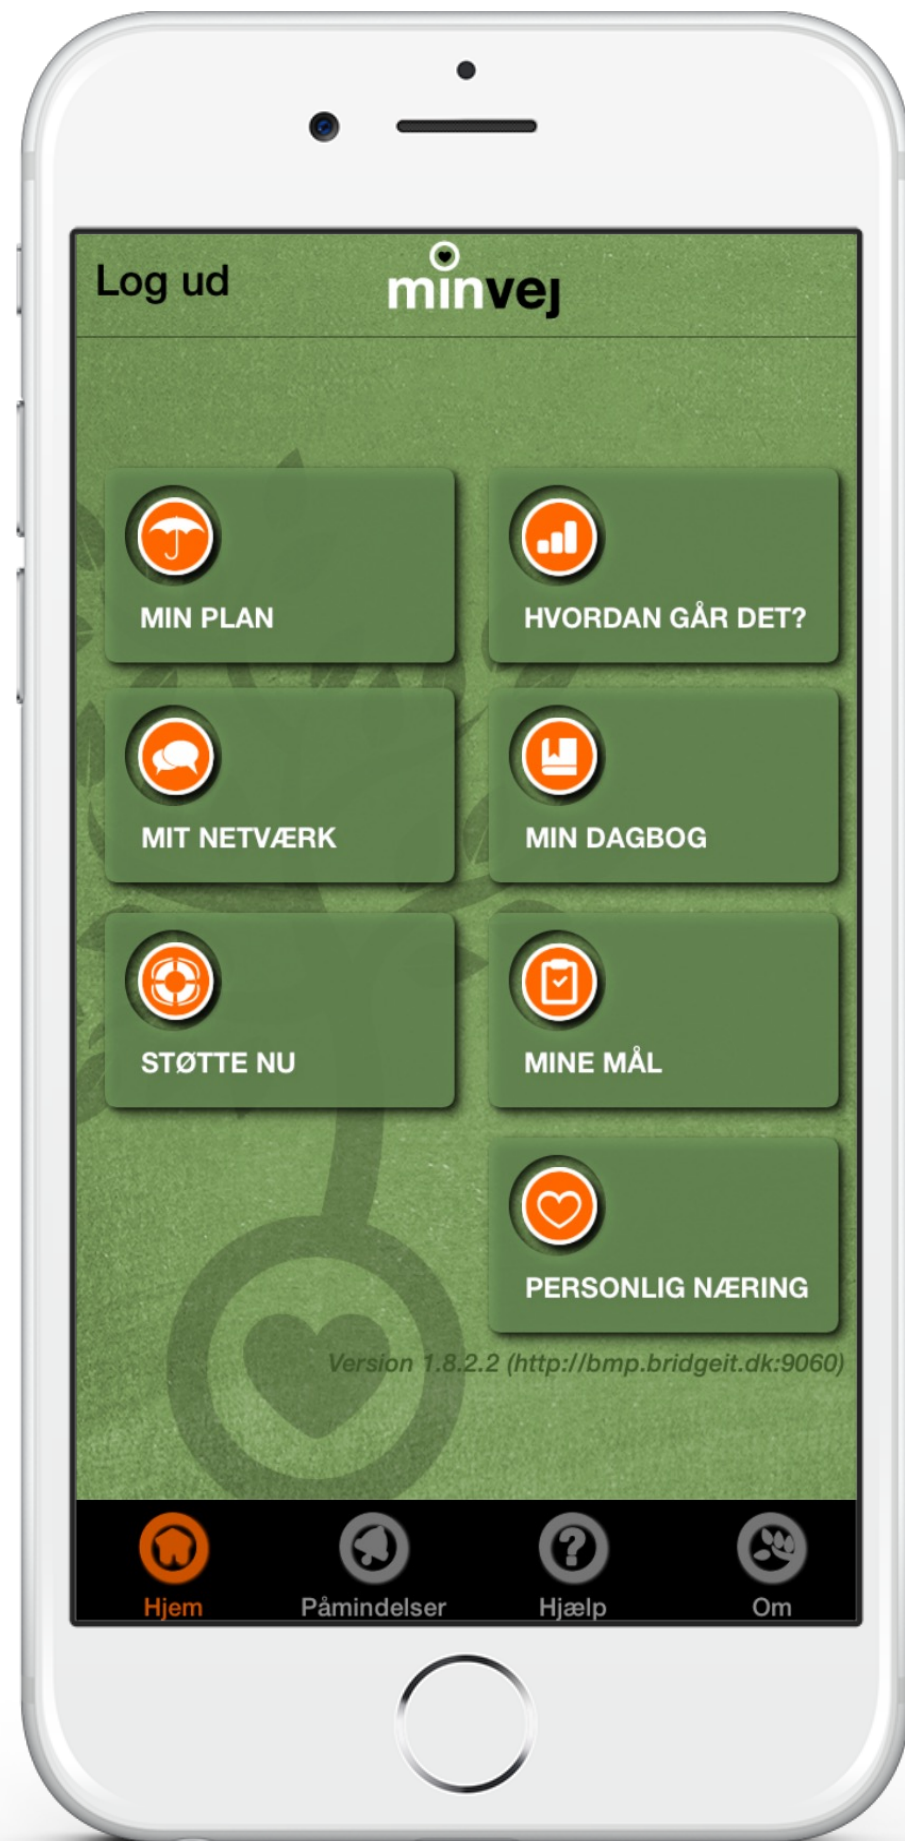 Log ud
minvej
MIN PLAN
HVORDAN GÅR DET?
MIT NETVÆRK
MIN DAGBOG
STØTTE NU
MINE MÅL
PERSONLIG NÆRING
Version 1.8.2.2 (http://bmp.bridgeit.dk:9060)
Hjem
Påmindelser
Hjælp
Om